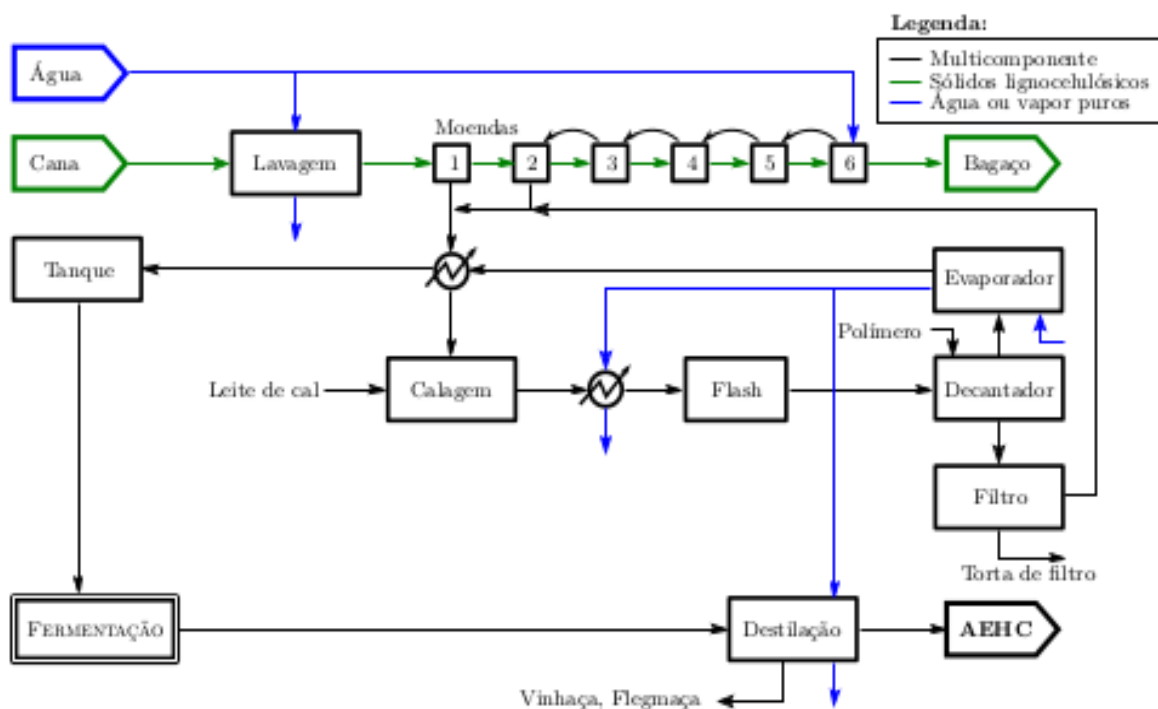 Legenda:
Multicomponente
Sólidos lignocelulósicos
Água ou vapor puros
Água
Moendas
Cana
Lavagem
1
2
3
4
5
6
Bagaço
Tanque
Evaporador
Polímero
Leite de cal
Calagem
Flash
Decantador
Filtro
Torta de filtro
FERMENTAÇÃO
Destilação
AEHC
Vinhaça, Flegmaça